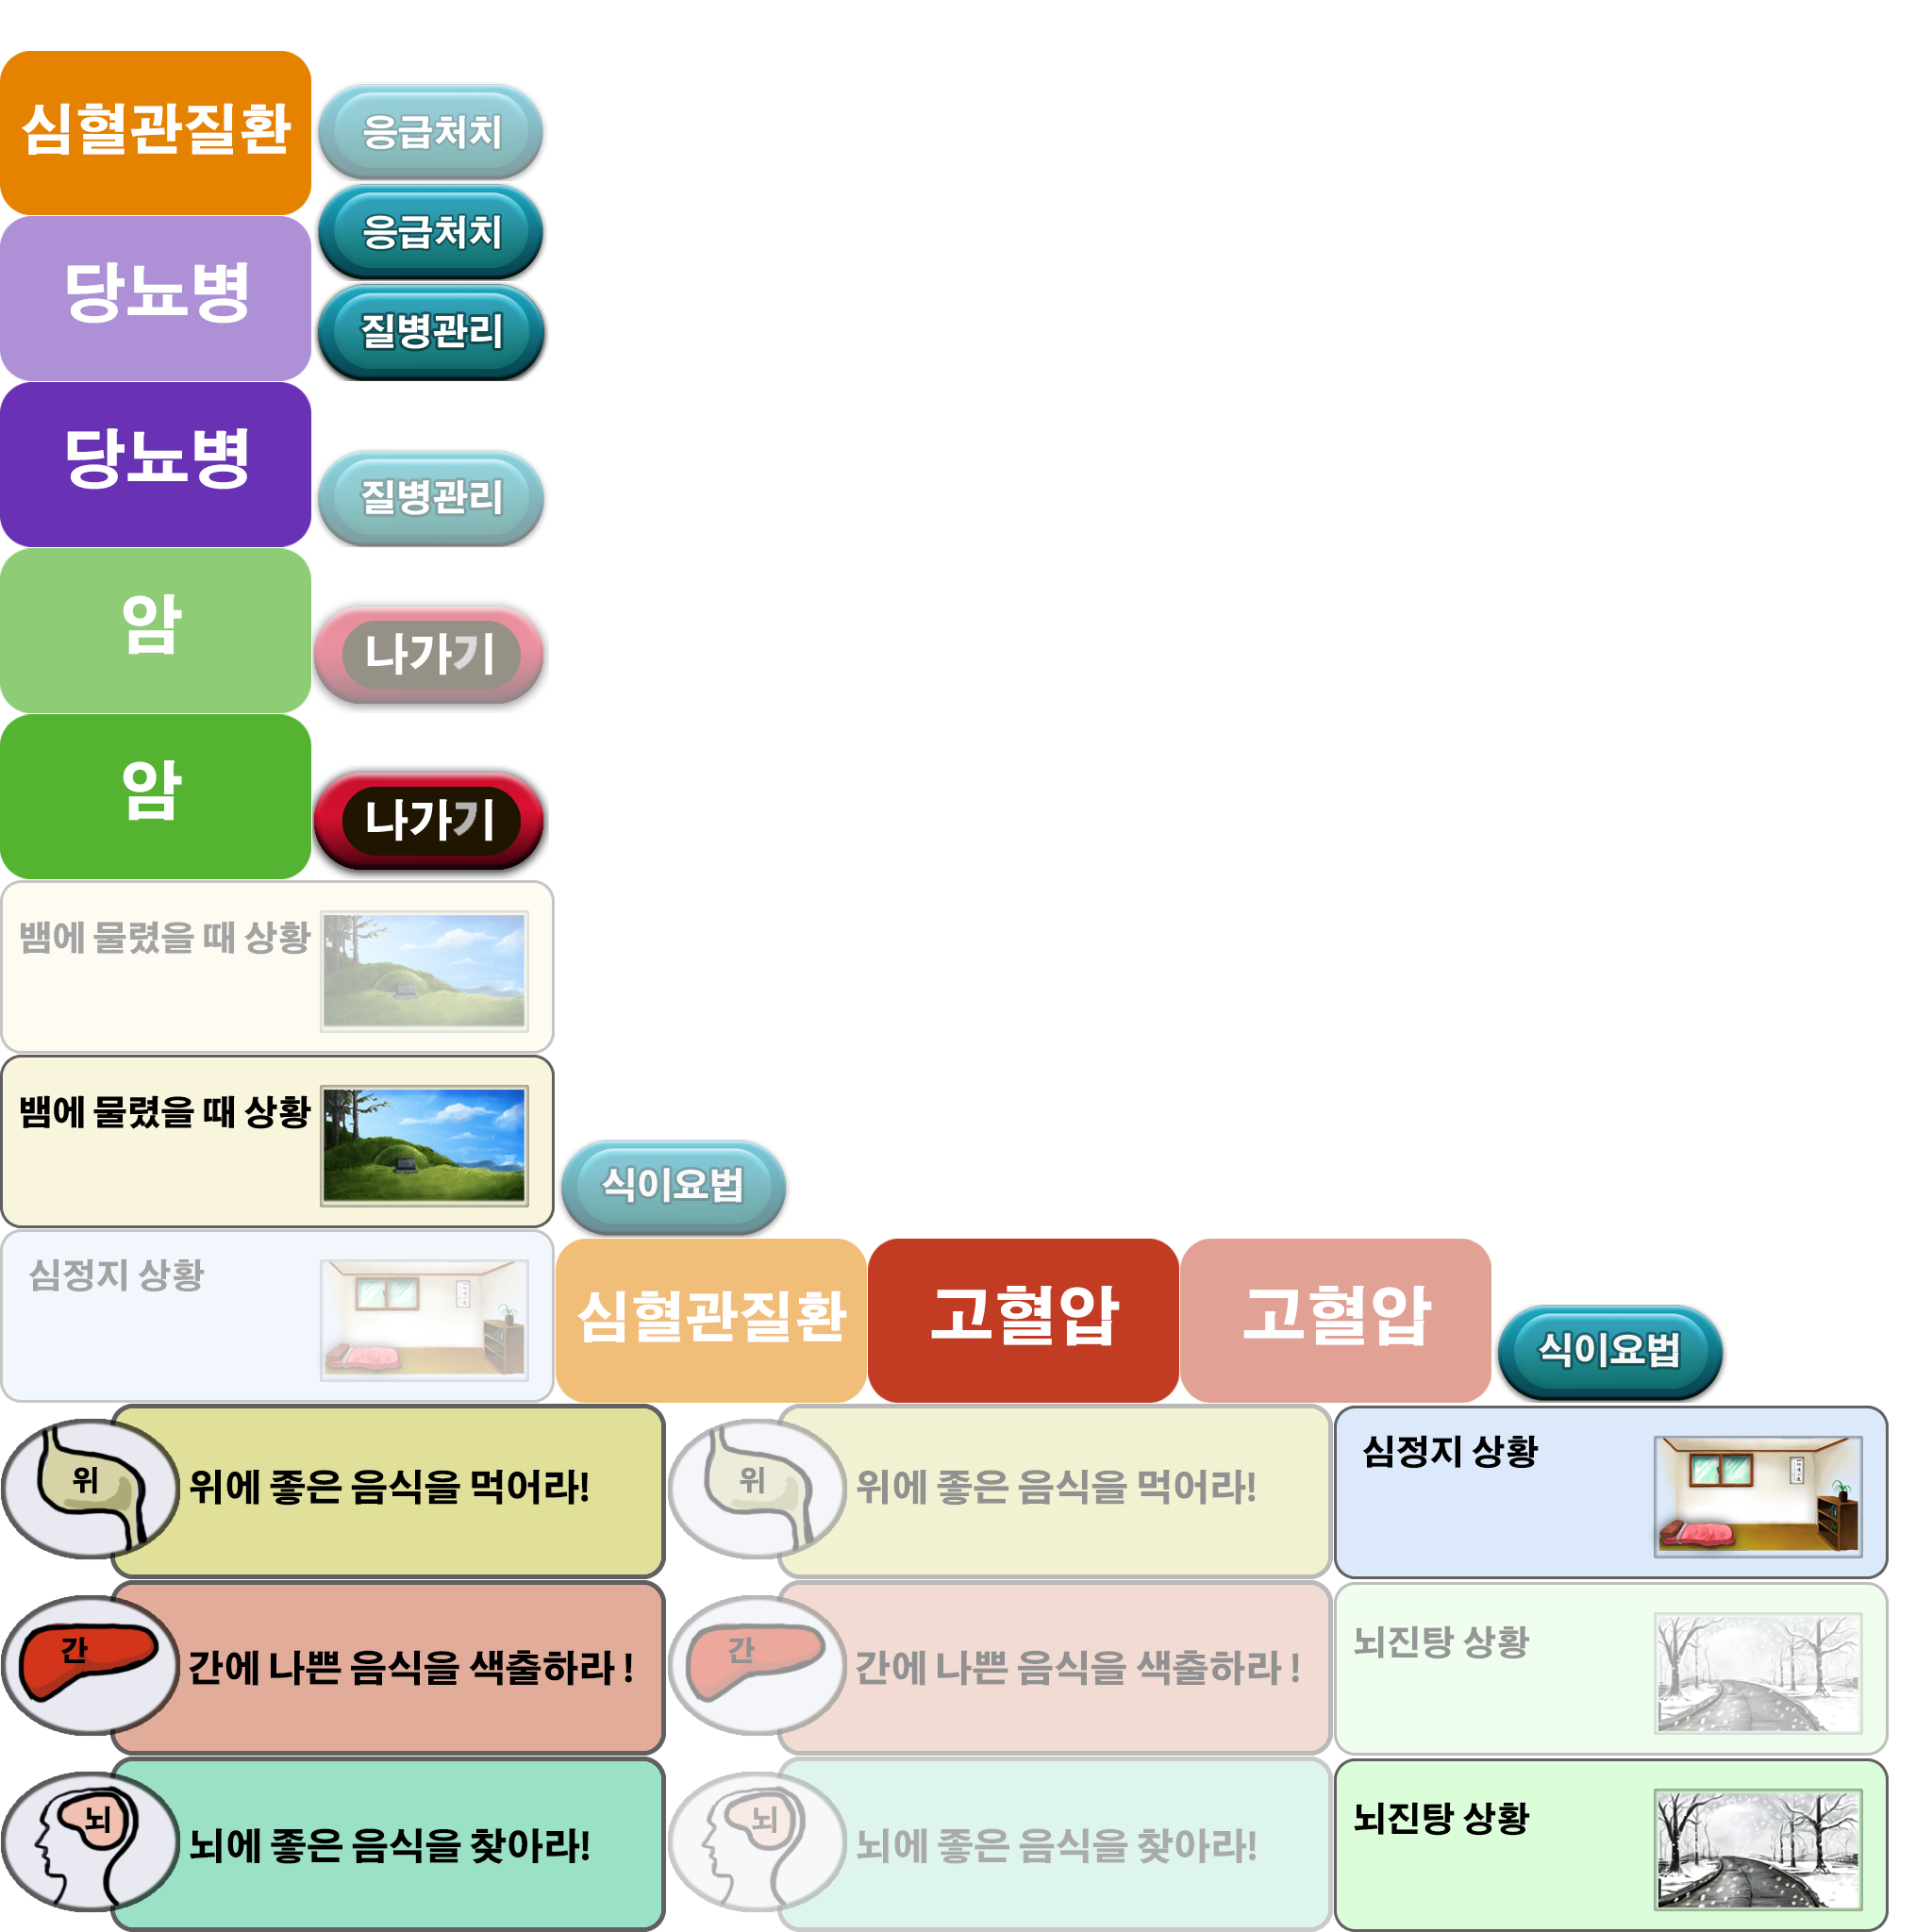 심혈관질환
응급처치
응급처치
당뇨병
질병관리
당뇨병
질병관리
암
나가기
암
나가기
뱀에 물렸을 때 상황
뱀에 물렸을 때 상황
식이요법
심정지 상황
심혈관질환
고혈압
고혈압
식이요법
위
위에 좋은 음식을 먹어라!
위
위에 좋은 음식을 먹어라!
심정지 상황
간
간에 나쁜 음식을 색출하라 !
간
간에 나쁜 음식을 색출하라 !
뇌진탕 상황
뇌
뇌에 좋은 음식을 찾아라!
뇌
뇌에 좋은 음식을 찾아라!
뇌진탕 상황